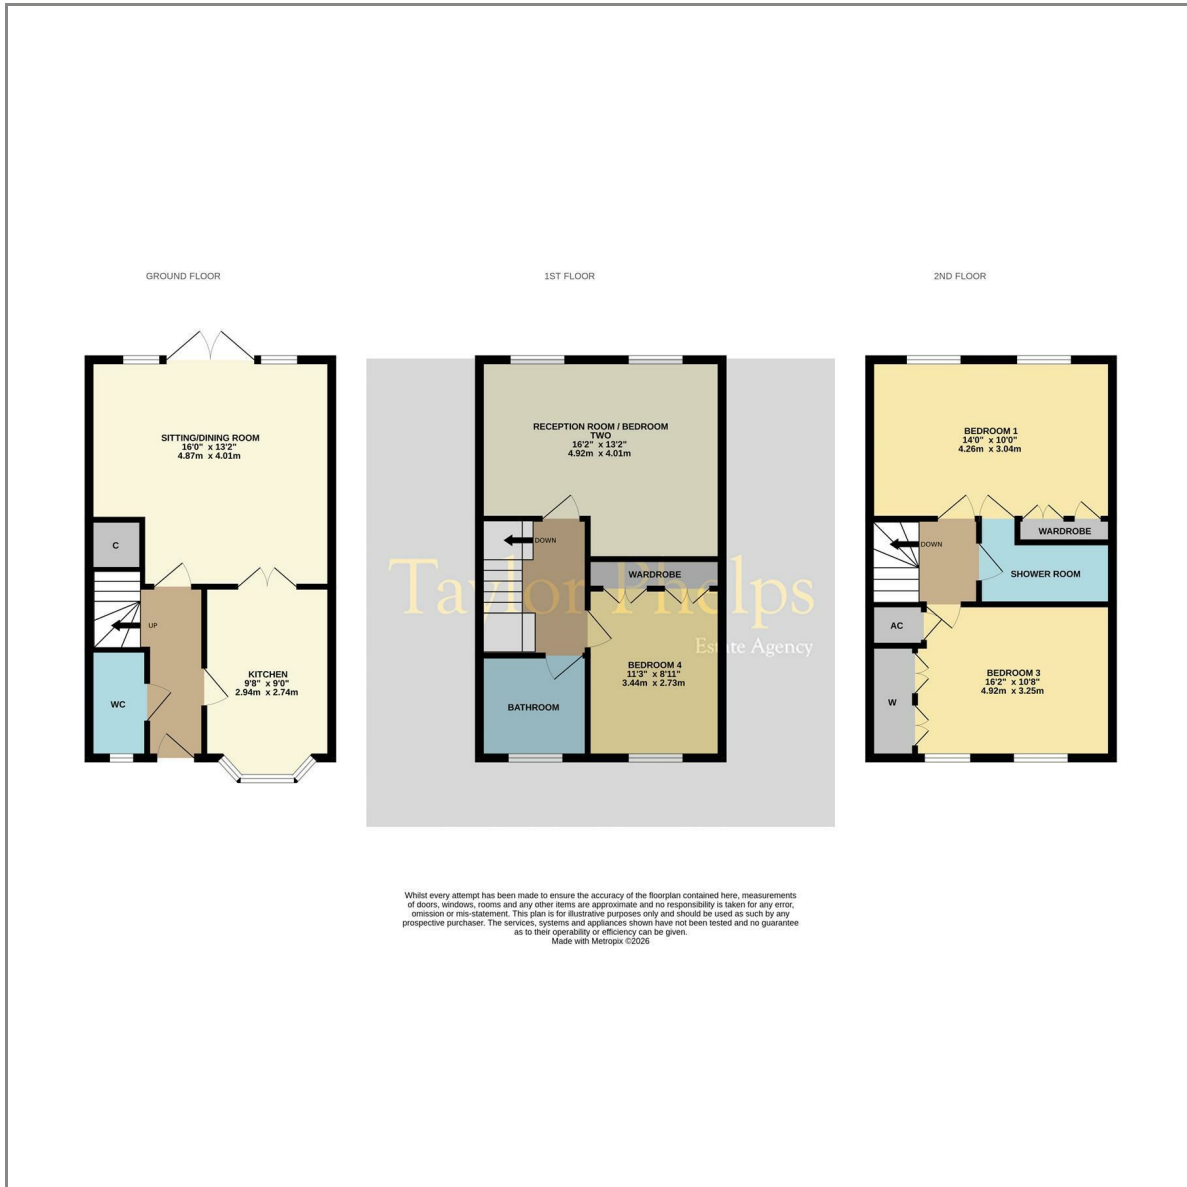 GROUND FLOOR
SITTING/DINING ROOM
16'0" x 13'2"
4.87m x 4.01m
C
UP
KITCHEN
9'8" x 9'0"
2.94m x 2.74m
WC
1ST FLOOR
RECEPTION ROOM / BEDROOM
TWO
16'2" x 13'2"
4.92m x 4.01m
DOWN
WARDROBE
Taylor Phelps
Estate Agency
BEDROOM 4
11'3" x 8'11"
3.44m x 2.73m
BATHROOM
2ND FLOOR
BEDROOM 1
14'0" x 10'0"
4.26m x 3.04m
WARDROBE
DOWN
SHOWER ROOM
AC
BEDROOM 3
16'2" x 10'8"
4.92m x 3.25m
W
Whilst every attempt has been made to ensure the accuracy of the floorplan contained here, measurements
of doors, windows, rooms and any other items are approximate and no responsibility is taken for any error,
omission or mis-statement. This plan is for illustrative purposes only and should be used as such by any
prospective purchaser. The services, systems and appliances shown have not been tested and no guarantee
as to their operability or efficiency can be given.
Made with Metropix ©2026